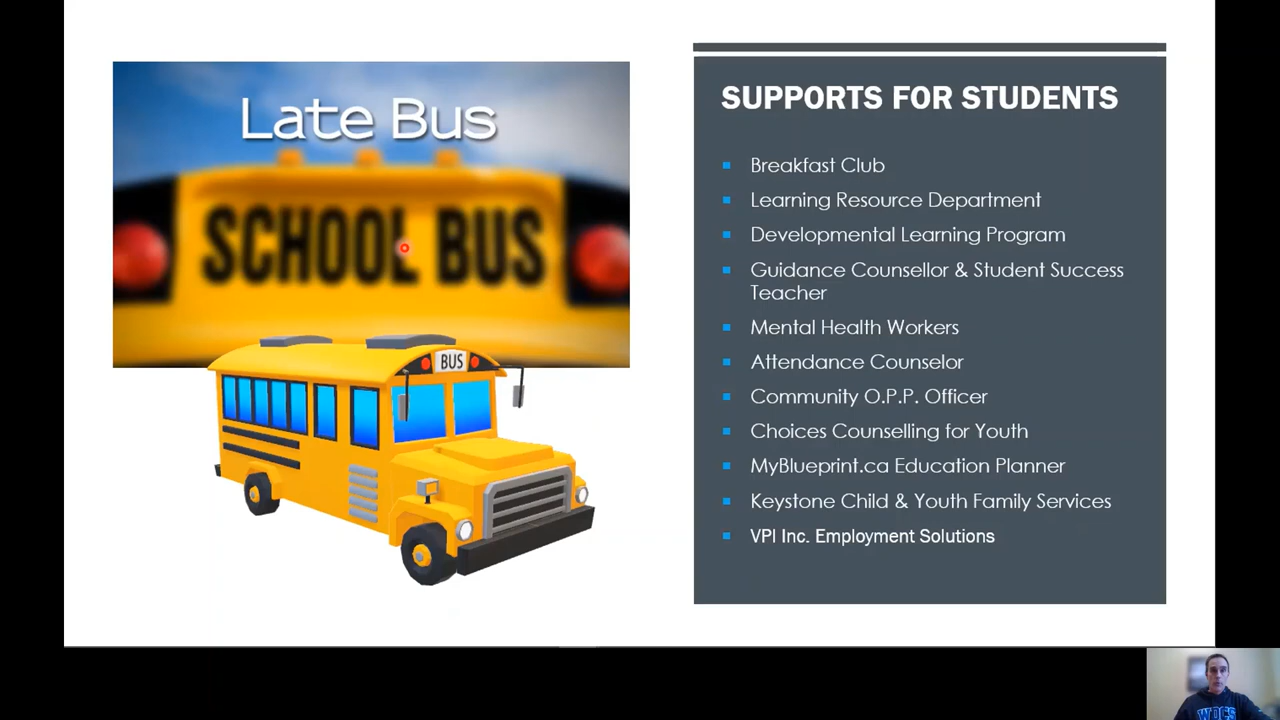 Late Bus
SCHOOL BUS
BUS
SUPPORTS FOR STUDENTS
Breakfast Club
Learning Resource Department
Developmental Learning Program
Guidance Counsellor & Student Success
Teacher
Mental Health Workers
Attendance Counselor
Community O.P.P. Officer
Choices Counselling for Youth
MyBlueprint.ca Education Planner
Keystone Child & Youth Family Services
VPI Inc. Employment Solutions